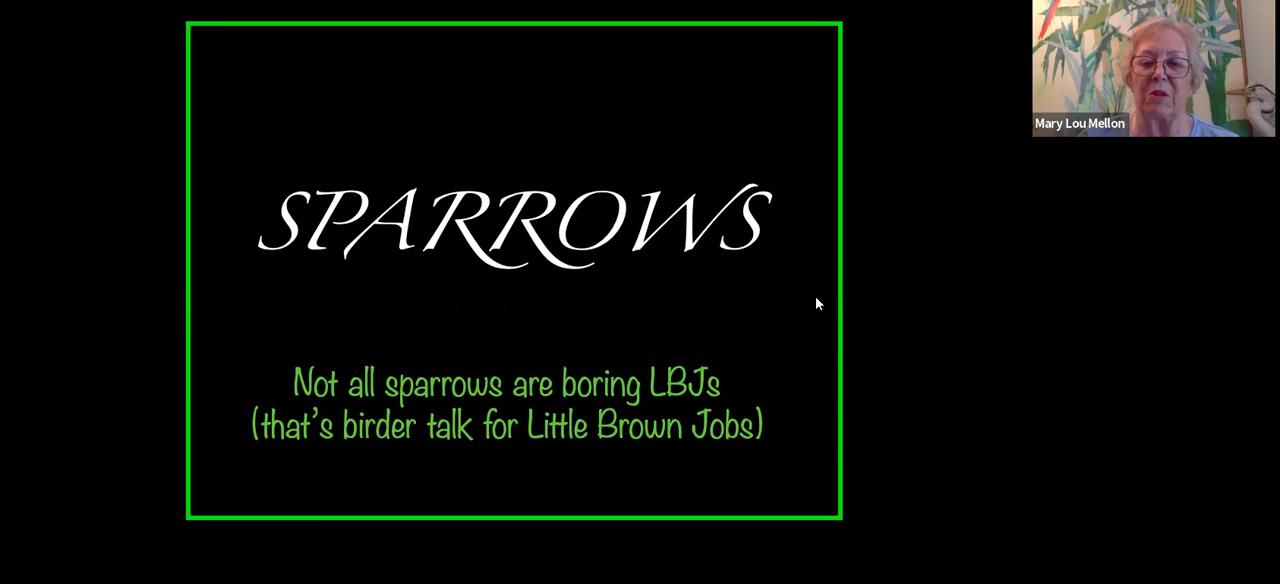 SPARROWS
Not all sparrows are boring LBJs
(that's birder talk for Little Brown Jobs)
Mary Lou Mellon